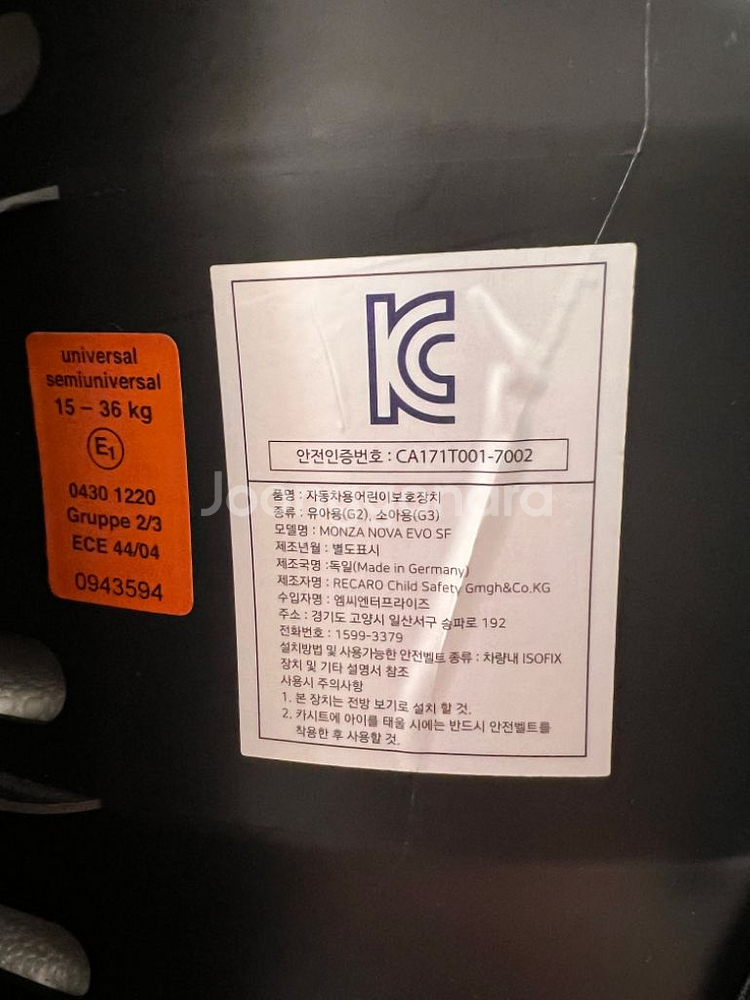 universal
semiuniversal
15 – 36 kg
E1
0430 1220
Gruppe 2/3
ECE 44/04
0943594
KC
안전인증번호 : CA171T001-7002
품명 : 자동차용어린이보호장치
종류 : 유아용(G2), 소아용(G3)
모델명 : MONZA NOVA EVO SF
제조년월 : 별도표시
제조국명 :독일(Made in Germany)
제조자명 : RECARO Child Safety Gmgh&Co.KG
수입자명 : 엠씨엔터프라이즈
주소 : 경기도 고양시 일산서구 송파로 192
전화번호 : 1599-3379
설치방법 및 사용가능한 안전벨트 종류 : 차량내 ISOFIX
장치 및 기타 설명서 참조
사용시 주의사항
1. 본 장치는 전방 보기로 설치 할 것.
2. 카시트에 아이를 태울 시에는 반드시 안전벨트를
착용한 후 사용할 것.